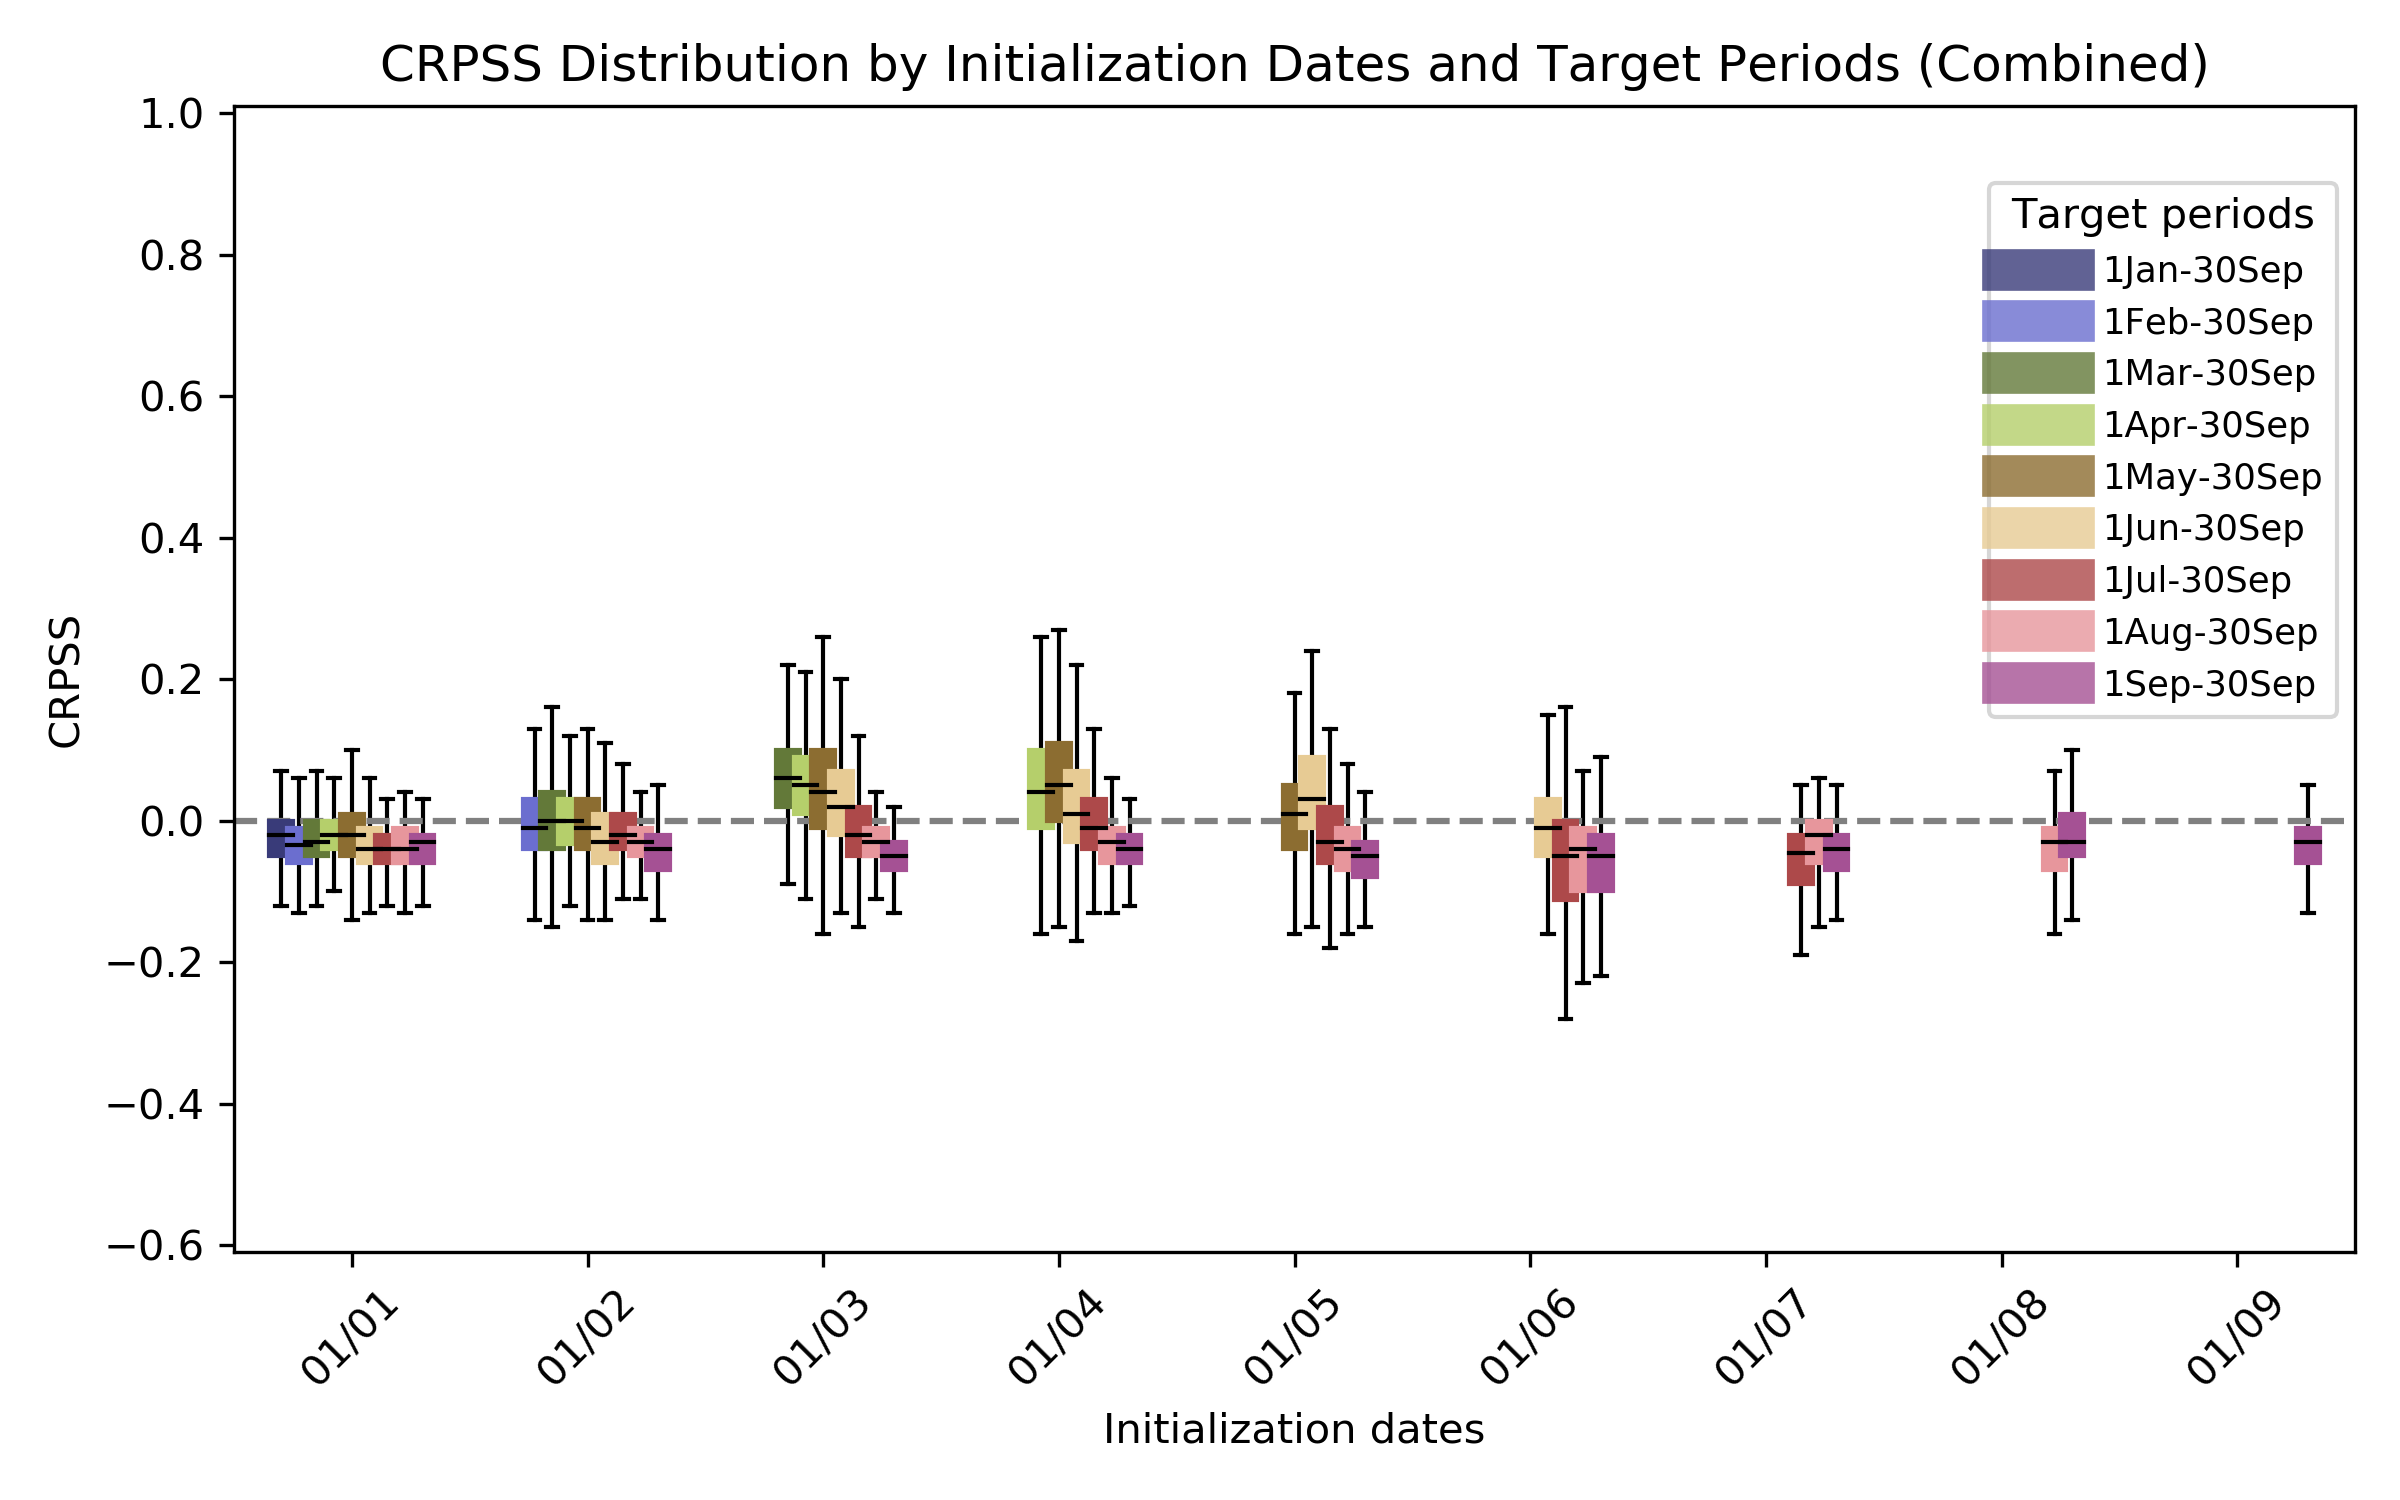 CRPSS Distribution by Initialization Dates and Target Periods (Combined)
CRPSS
1.0
0.8
0.6
0.4
0.2
0.0
−0.2
−0.4
−0.6
Target periods
1Jan-30Sep
1Feb-30Sep
1Mar-30Sep
1Apr-30Sep
1May-30Sep
1Jun-30Sep
1Jul-30Sep
1Aug-30Sep
1Sep-30Sep
01/01
01/02
01/03
01/04
01/05
01/06
01/07
01/08
01/09
Initialization dates